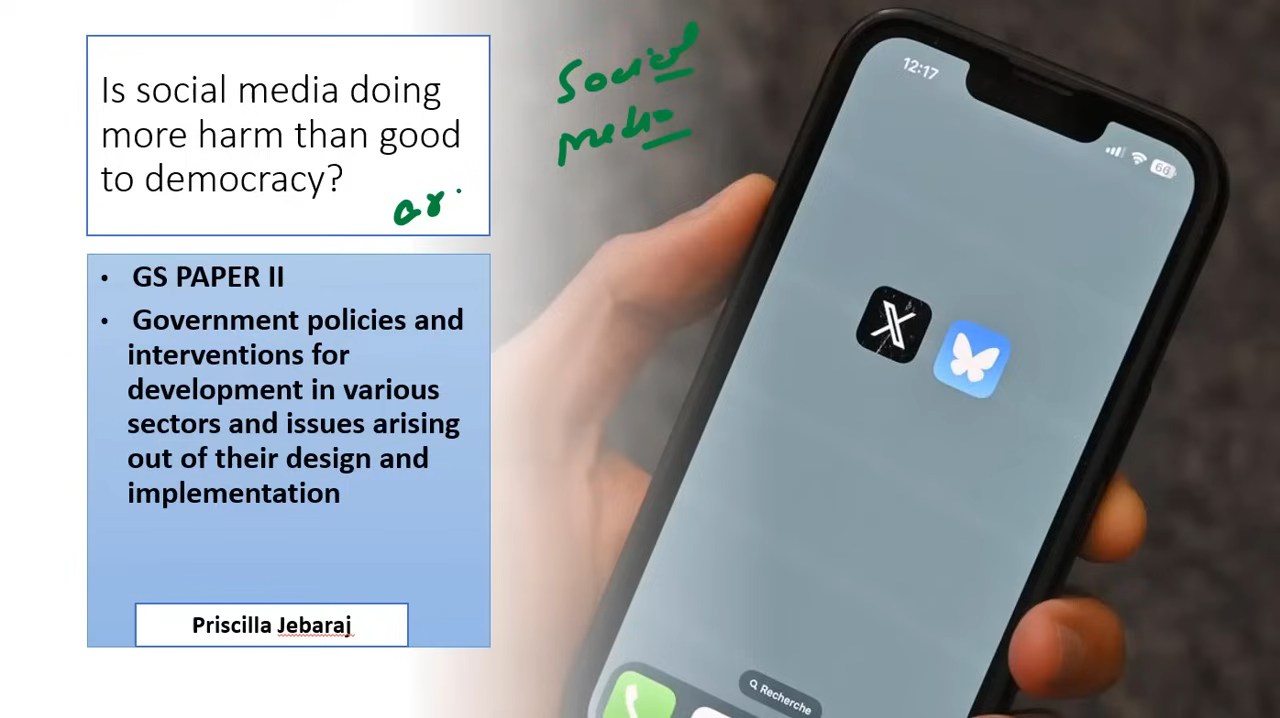 Is social media doing
more harm than good
to democracy?
• GS PAPER II
• Government policies and
interventions for
development in various
sectors and issues arising
out of their design and
implementation
Priscilla Jebaraj
Social
media
12:17
66
X
Recherche